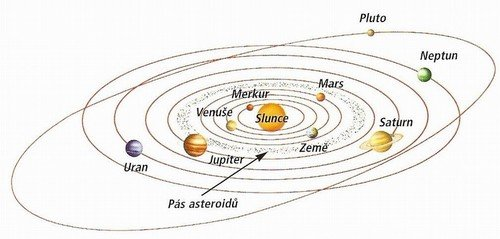 Pluto
Neptun
Mars
Merkur
Venuše
Slunce
Saturn
Země
Jupiter
Uran
Pás asteroidů